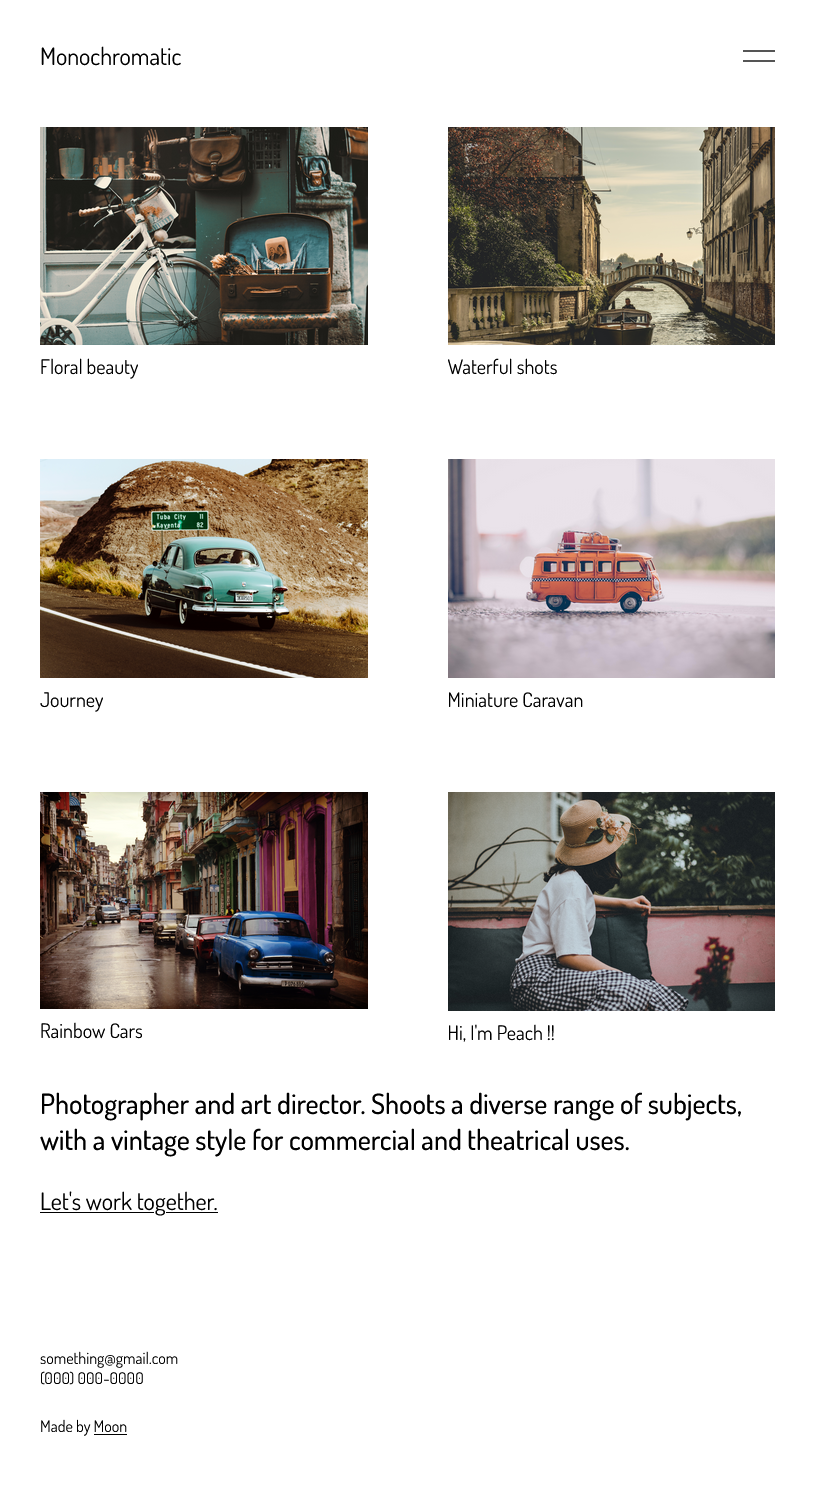 Monochromatic
Floral beauty
Waterful shots
Tuba City 11
Kayenta 82
Journey
Miniature Caravan
Rainbow Cars
Hi, I'm Peach !!
Photographer and art director. Shoots a diverse range of subjects,
with a vintage style for commercial and theatrical uses.
Let's work together.
something@gmail.com
(000) 000-0000
Made by Moon